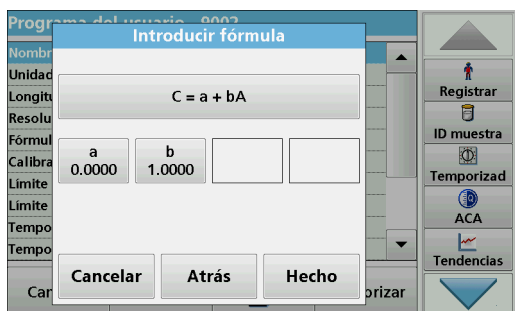 Programa del usuario 9002
Introducir fórmula
Nombr
Unidad
Longitu
Resolu
Fórmul
Calibra
Límite
Límite
Tempo
Tempo
C = a + bA
a
0.0000
b
1.0000
Cancelar
Atrás
Hecho
Can
orizar
Registrar
ID muestra
Temporizad
ACA
Tendencias